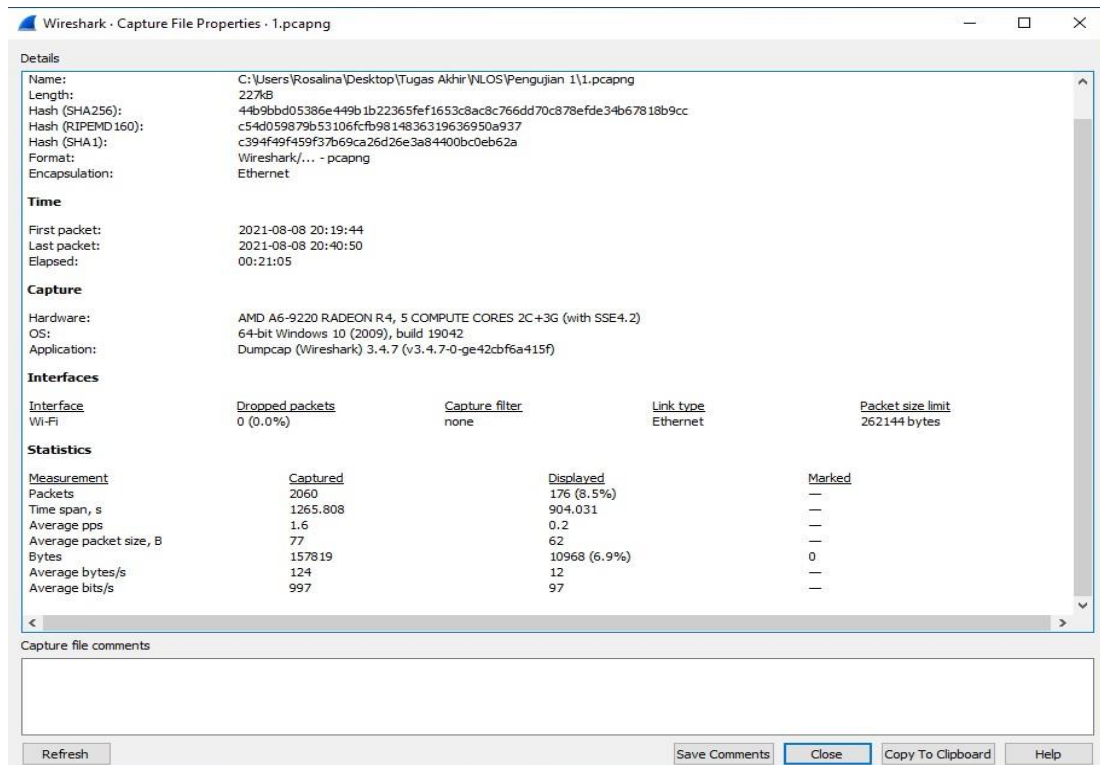 Wireshark · Capture File Properties · 1.pcapng
Details
Name: C:\Users\Rosalina\Desktop\Tugas Akhir\NLOS\Pengujian 1\1.pcapng
Length: 227kB
Hash (SHA256): 44b9bbd05386e449b1b22365fef1653c8ac8c766dd70c878efde34b67818b9cc
Hash (RIPEMD160): c54d059879b53106fcfb9814836319636950a937
Hash (SHA1): c394f49f459f37b69ca26d26e3a84400bc0eb62a
Format: Wireshark/... - pcapng
Encapsulation: Ethernet
Time
First packet: 2021-08-08 20:19:44
Last packet: 2021-08-08 20:40:50
Elapsed: 00:21:05
Capture
Hardware: AMD A6-9220 RADEON R4, 5 COMPUTE CORES 2C+3G (with SSE4.2)
OS: 64-bit Windows 10 (2009), build 19042
Application: Dumpcap (Wireshark) 3.4.7 (v3.4.7-0-ge42cbf6a415f)
Interfaces
Interface Dropped packets Capture filter Link type Packet size limit
Wi-Fi 0 (0.0%) none Ethernet 262144 bytes
Statistics
Measurement Captured Displayed Marked
Packets 2060 176 (8.5%) —
Time span, s 1265.808 904.031 —
Average pps 1.6 0.2 —
Average packet size, B 77 62 —
Bytes 157819 10968 (6.9%) 0
Average bytes/s 124 12 —
Average bits/s 997 97 —
Capture file comments
Refresh Save Comments Close Copy To Clipboard Help